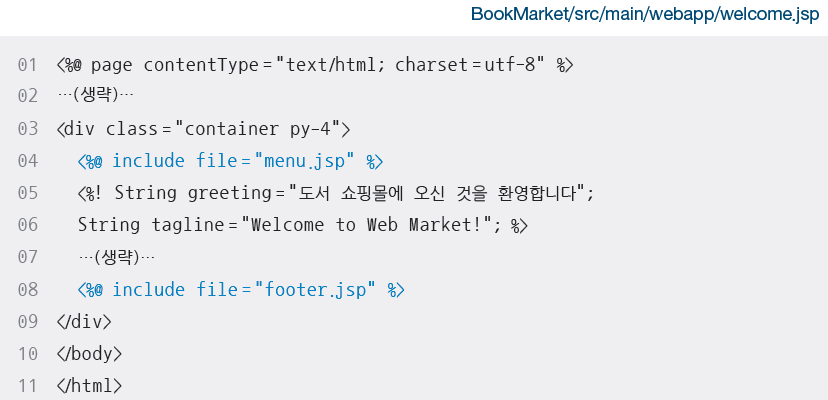 BookMarket/src/main/webapp/welcome.jsp
01 <%@ page contentType="text/html; charset=utf-8" %>
02 …(생략)…
03 <div class="container py-4">
04 <%@ include file="menu.jsp" %>
05 <%! String greeting="도서 쇼핑몰에 오신 것을 환영합니다";
06 String tagline="Welcome to Web Market!"; %>
07 …(생략)…
08 <%@ include file="footer.jsp" %>
09 </div>
10 </body>
11 </html>